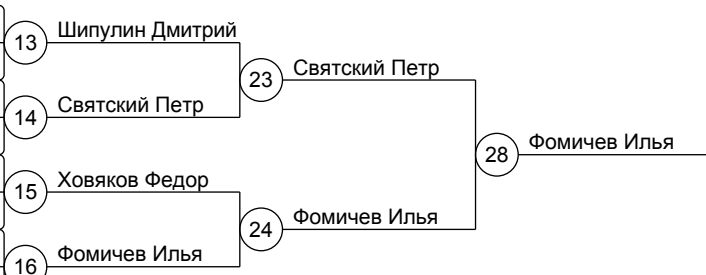 13 Шипулин Дмитрий
23 Святский Петр
14 Святский Петр
28 Фомичев Илья
15 Ховяков Федор
24 Фомичев Илья
16 Фомичев Илья